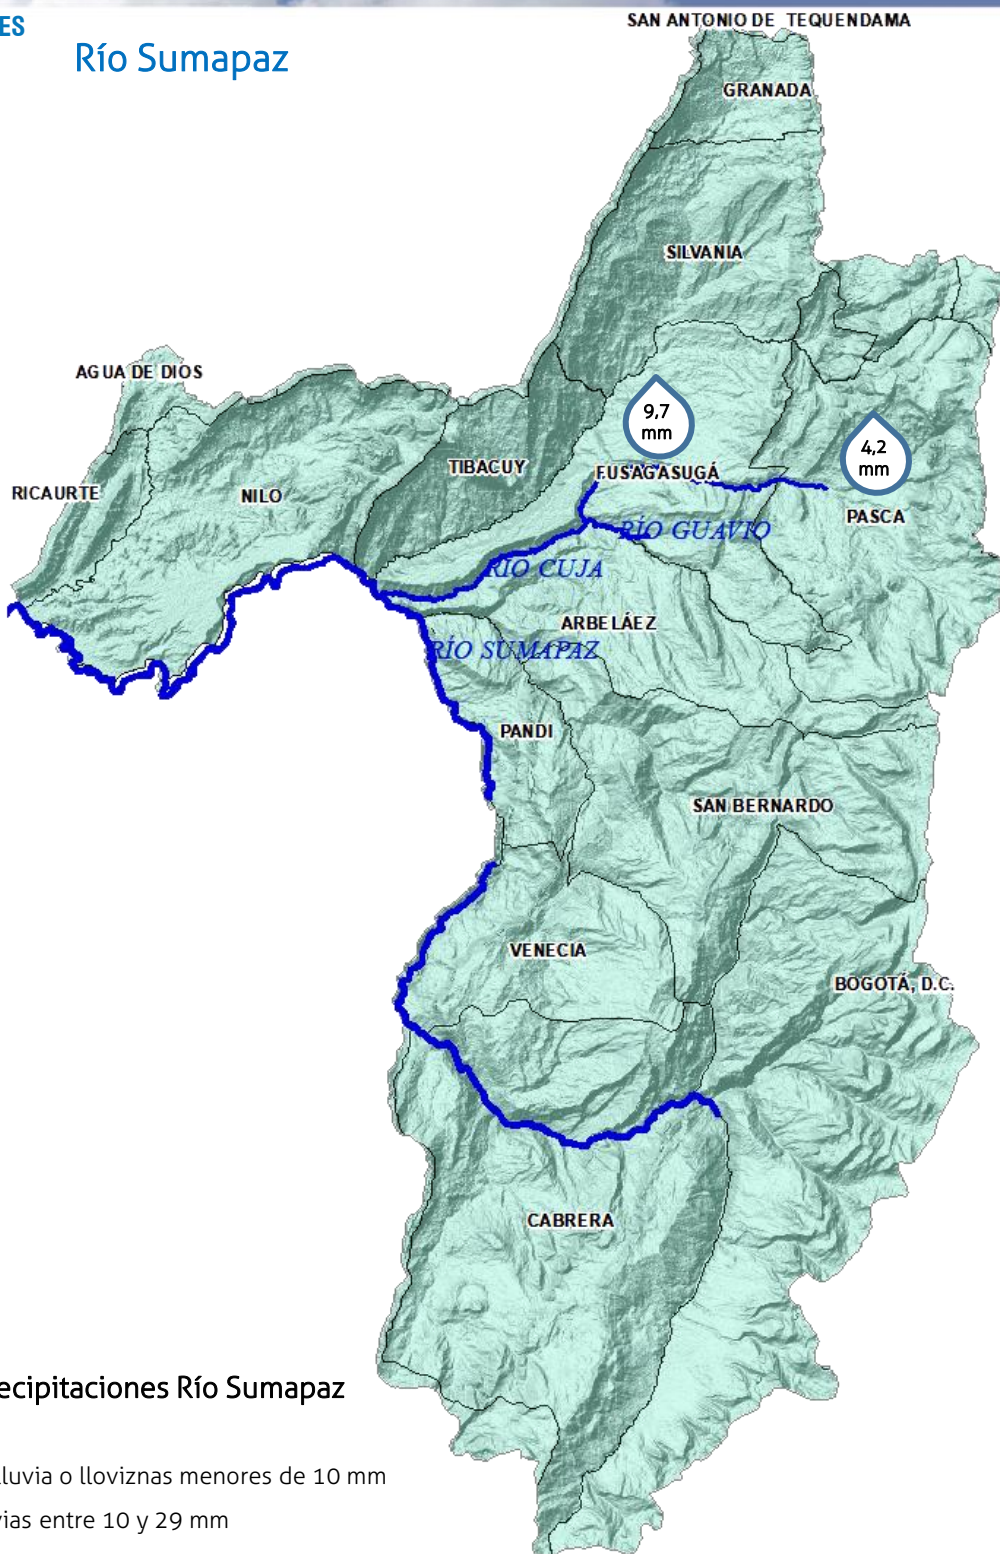 ES
Río Sumapaz
SAN ANTONIO DE TEQUENDAMA
GRANADA
SILVANIA
AGUA DE DIOS
9,7
mm
4,2
mm
TIBACUY
FUSAGASUGÁ
RICAURTE
NILO
PASCA
RÍO GUAVIO
RÍO CUJA
ARBELÁEZ
RÍO SUMAPAZ
PANDI
SAN BERNARDO
VENECIA
BOGOTÁ, D.C.
CABRERA
ecipitaciones Río Sumapaz
lluvia o lloviznas menores de 10 mm
vias entre 10 y 29 mm